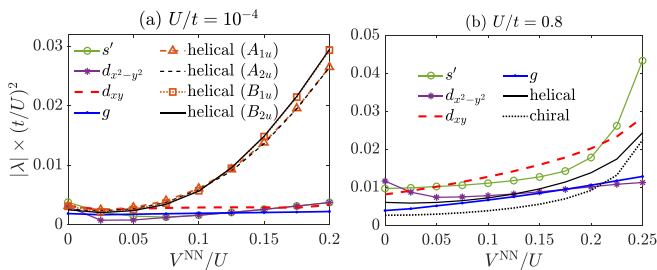 (a) U/t = 10⁻⁴
|λ| × (t/U)²
0.03
0.02
0.01
0
s′
d_{x²−y²}
d_{xy}
g
helical (A_{1u})
helical (A_{2u})
helical (B_{1u})
helical (B_{2u})
0 0.05 0.1 0.15 0.2
V^{NN}/U
(b) U/t = 0.8
0.05
0.04
0.03
0.02
0.01
0
s′
d_{x²−y²}
d_{xy}
g
helical
chiral
0 0.05 0.1 0.15 0.2 0.25
V^{NN}/U